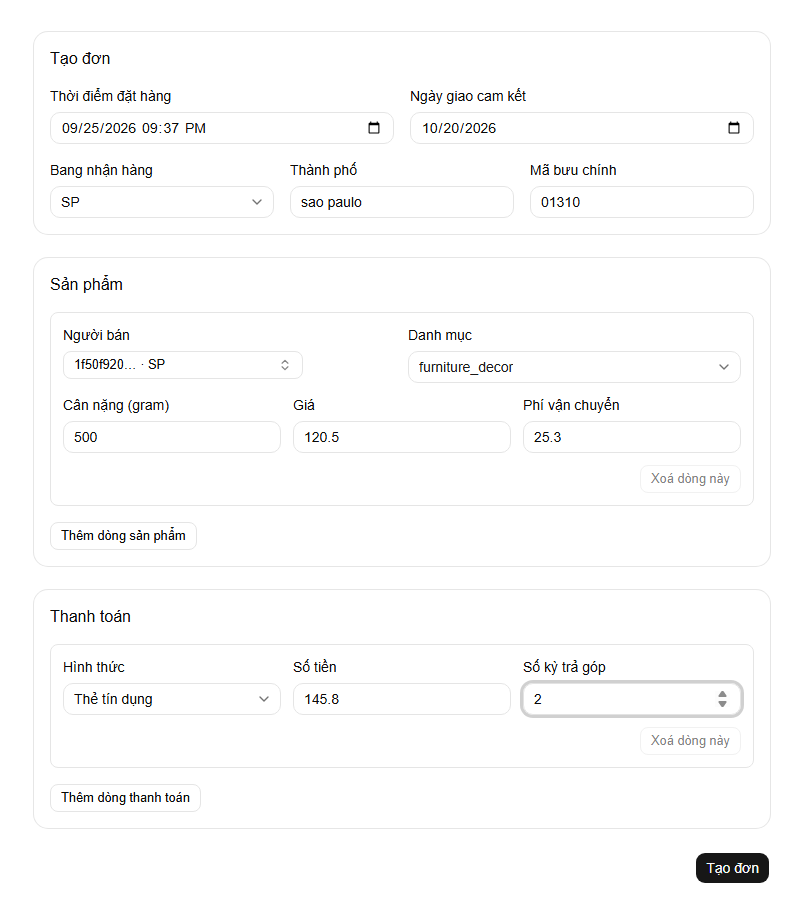 Tạo đơn
Thời điểm đặt hàng Ngày giao cam kết
09/25/2026 09:37 PM 10/20/2026
Bang nhận hàng Thành phố Mã bưu chính
SP sao paulo 01310
Sản phẩm
Người bán Danh mục
1f50f920... · SP furniture_decor
Cân nặng (gram) Giá Phí vận chuyển
500 120.5 25.3
Xoá dòng này
Thêm dòng sản phẩm
Thanh toán
Hình thức Số tiền Số kỳ trả góp
Thẻ tín dụng 145.8 2
Xoá dòng này
Thêm dòng thanh toán
Tạo đơn